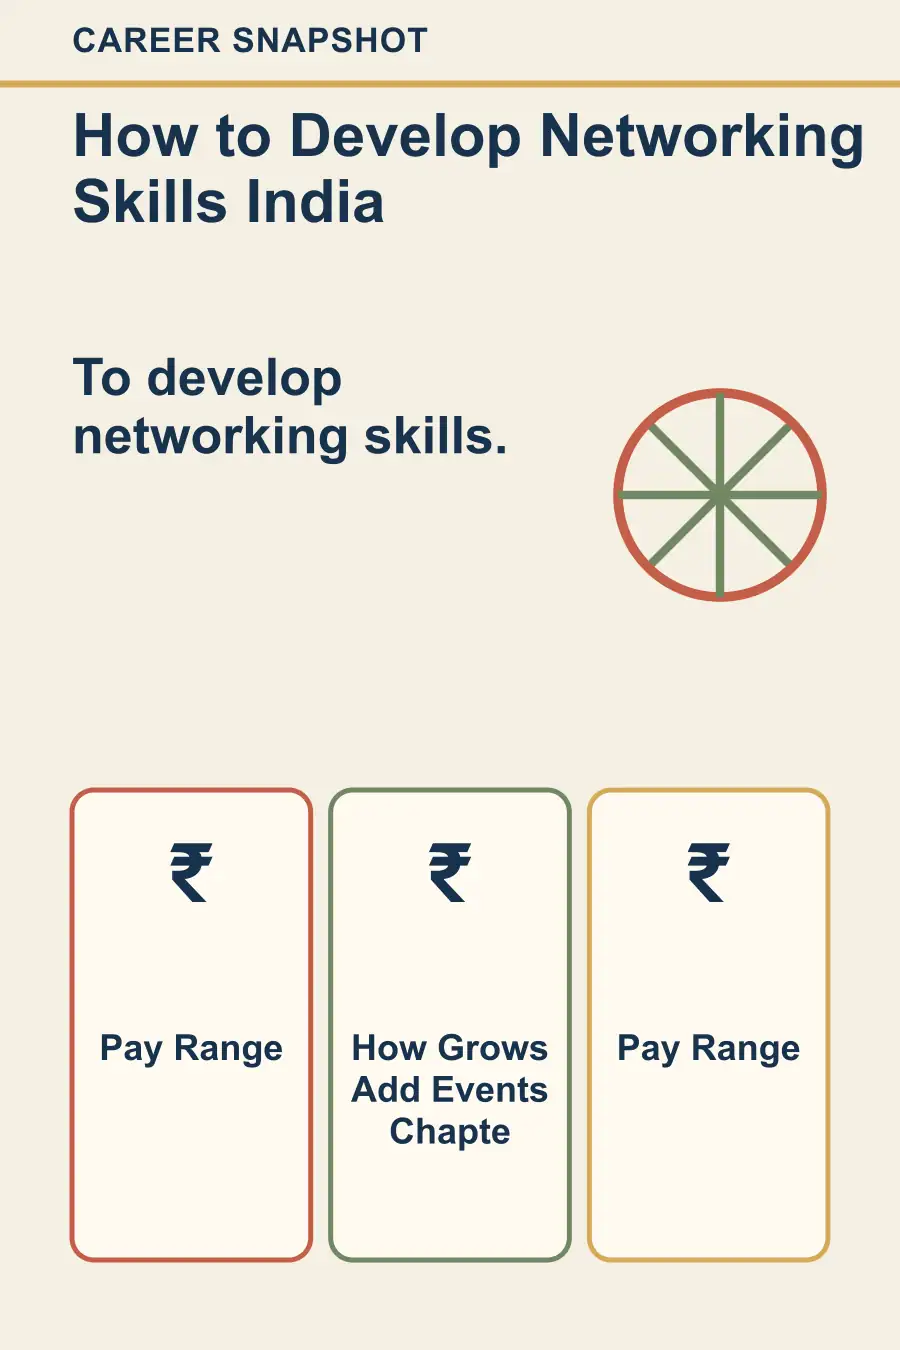 CAREER SNAPSHOT
How to Develop Networking
Skills India
To develop
networking skills.
₹
₹
₹
Pay Range
How Grows
Add Events
Chapte
Pay Range